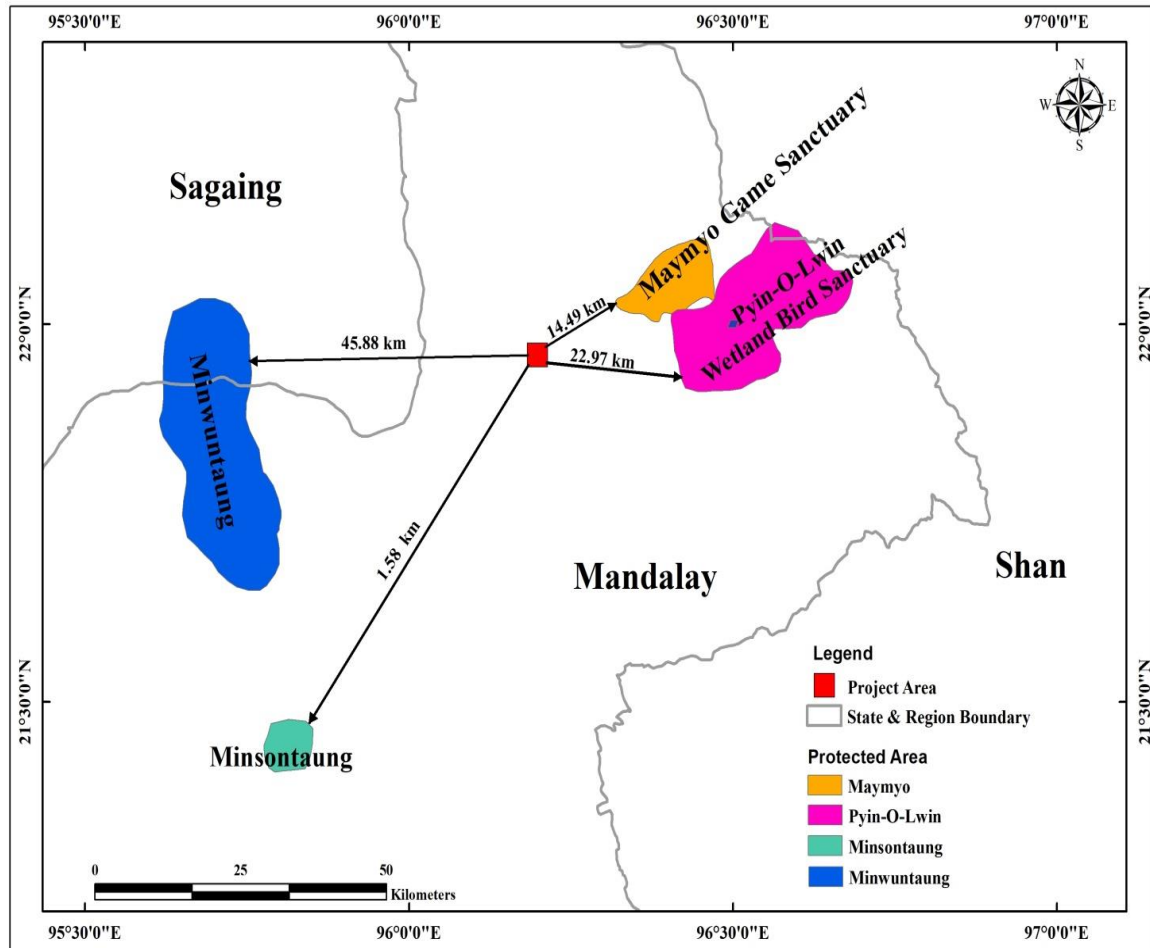 95°30'0"E
96°0'0"E
96°30'0"E
97°0'0"E
N
W
E
S
Sagaing
Maymyo Game Sanctuary
Pyin-O-Lwin
Wetland Bird Sanctuary
22°0'0"N
22°0'0"N
14.49 km
45.88 km
22.97 km
Minwuntaung
1.58 km
Mandalay
Shan
21°30'0"N
21°30'0"N
Minsontaung
Legend
Project Area
State & Region Boundary
Protected Area
Maymyo
Pyin-O-Lwin
Minsontaung
Minwuntaung
0
25
50
Kilometers
95°30'0"E
96°0'0"E
96°30'0"E
97°0'0"E